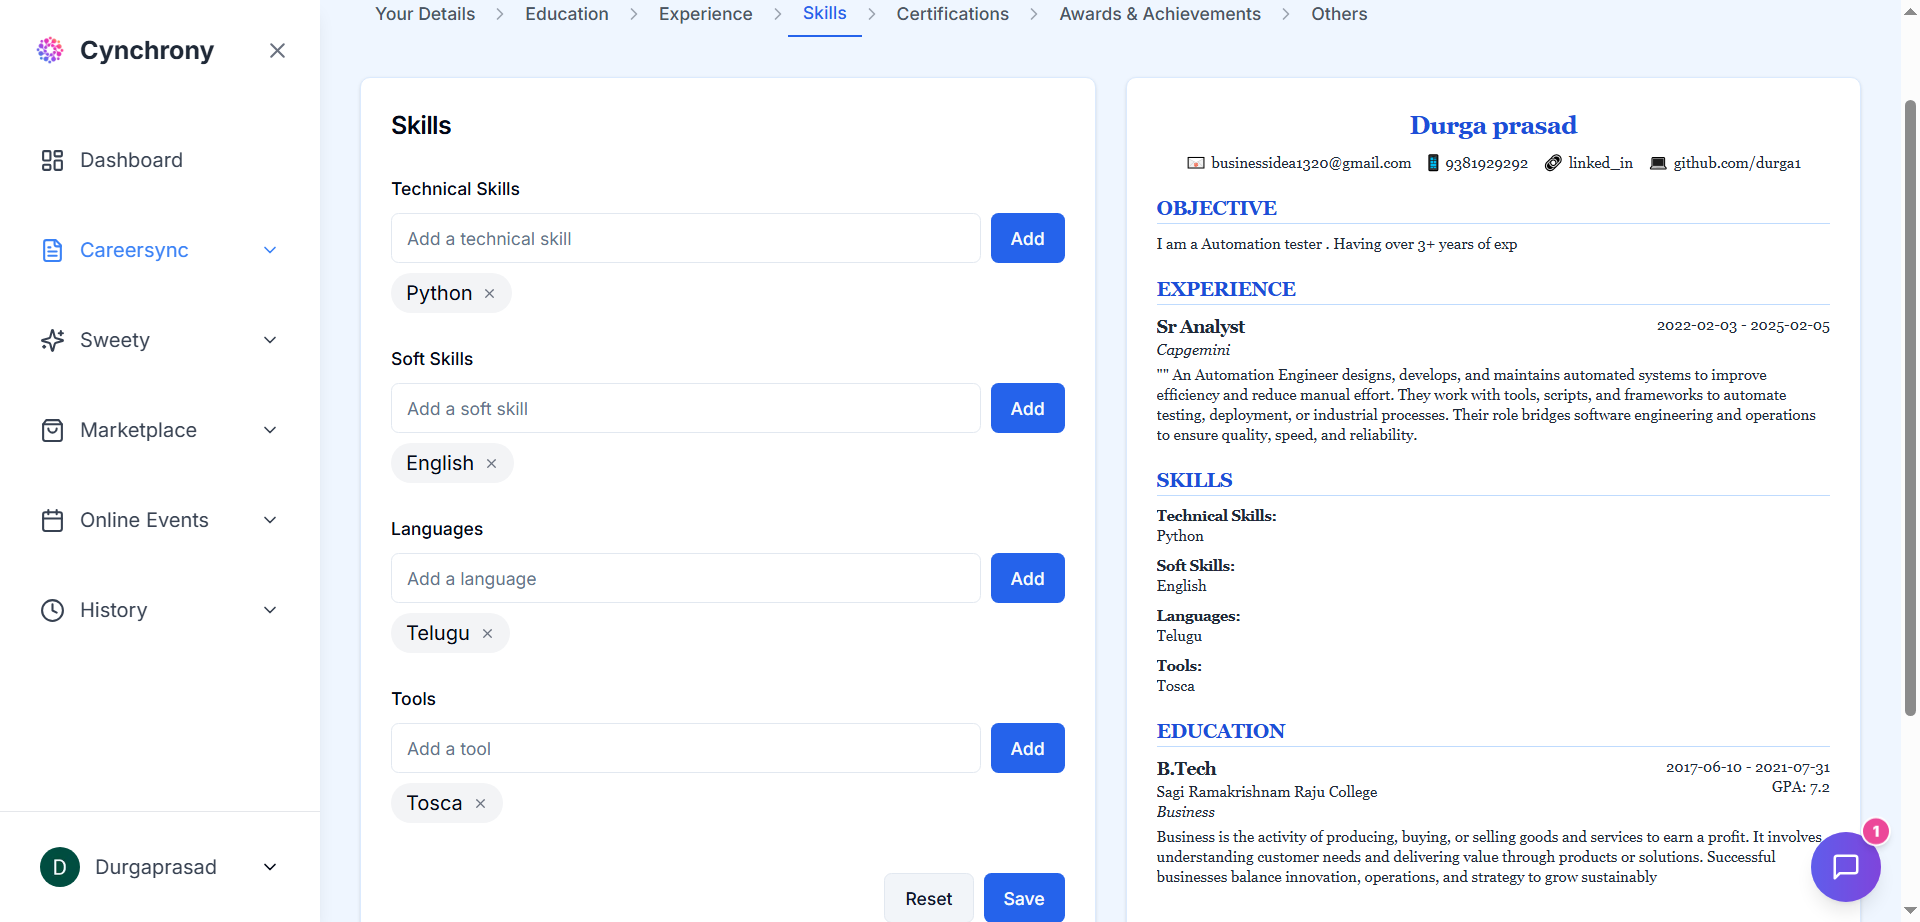 Cynchrony
Dashboard
Careersync
Sweety
Marketplace
Online Events
History
D
Durgaprasad
Your Details
Education
Experience
Skills
Certifications
Awards & Achievements
Others
Skills
Technical Skills
Add a technical skill
Add
Python
Soft Skills
Add a soft skill
Add
English
Languages
Add a language
Add
Telugu
Tools
Add a tool
Add
Tosca
Reset
Save
Durga prasad
businessidea1320@gmail.com 9381929292 linked_in github.com/durga1
OBJECTIVE
I am a Automation tester . Having over 3+ years of exp
EXPERIENCE
Sr Analyst
2022-02-03 - 2025-02-05
Capgemini
"" An Automation Engineer designs, develops, and maintains automated systems to improve
efficiency and reduce manual effort. They work with tools, scripts, and frameworks to automate
testing, deployment, or industrial processes. Their role bridges software engineering and operations
to ensure quality, speed, and reliability.
SKILLS
Technical Skills:
Python
Soft Skills:
English
Languages:
Telugu
Tools:
Tosca
EDUCATION
B.Tech
2017-06-10 - 2021-07-31
Sagi Ramakrishnam Raju College
GPA: 7.2
Business
Business is the activity of producing, buying, or selling goods and services to earn a profit. It involves
understanding customer needs and delivering value through products or solutions. Successful
businesses balance innovation, operations, and strategy to grow sustainably
1